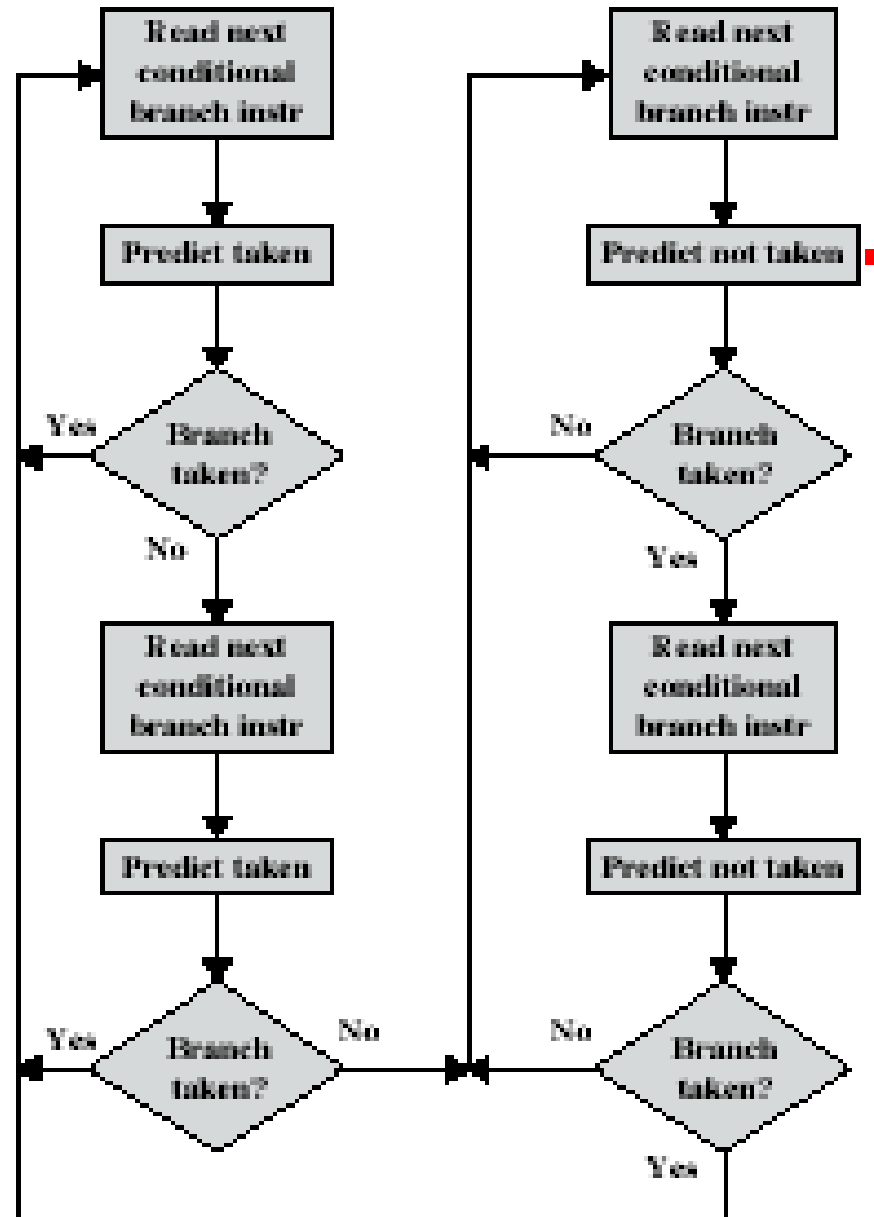 Read next
conditional
branch instr
Predict taken
Yes
Branch
taken?
No
Read next
conditional
branch instr
Predict taken
Yes
Branch
taken?
No
Read next
conditional
branch instr
Predict not taken
No
Branch
taken?
Yes
Read next
conditional
branch instr
Predict not taken
No
Branch
taken?
Yes